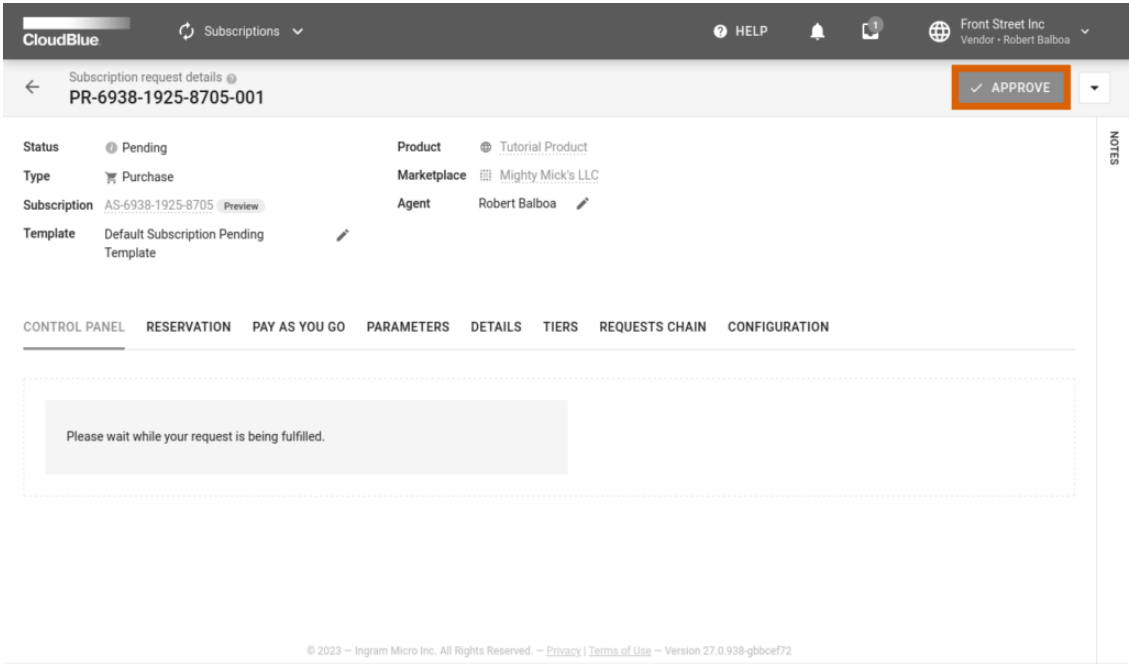 CloudBlue
Subscriptions
HELP
1
Front Street Inc
Vendor • Robert Balboa
Subscription request details
PR-6938-1925-8705-001
APPROVE
NOTES
Status Pending
Product Tutorial Product
Type Purchase
Marketplace Mighty Mick's LLC
Subscription AS-6938-1925-8705 Preview
Agent Robert Balboa
Template Default Subscription Pending
Template
CONTROL PANEL RESERVATION PAY AS YOU GO PARAMETERS DETAILS TIERS REQUESTS CHAIN CONFIGURATION
Please wait while your request is being fulfilled.
© 2023 – Ingram Micro Inc. All Rights Reserved. – Privacy | Terms of Use – Version 27.0.938-gbbcef72